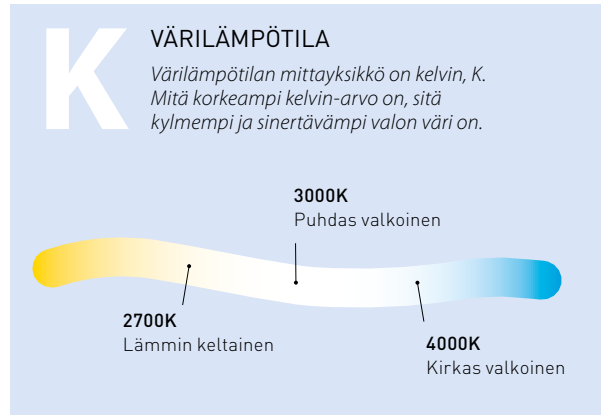 K
VÄRILÄMPÖTILA
Värilämpötilan mittayksikkö on kelvin, K.
Mitä korkeampi kelvin-arvo on, sitä
kylmempi ja sinertävämpi valon väri on.
3000K
Puhdas valkoinen
2700K
Lämmin keltainen
4000K
Kirkas valkoinen